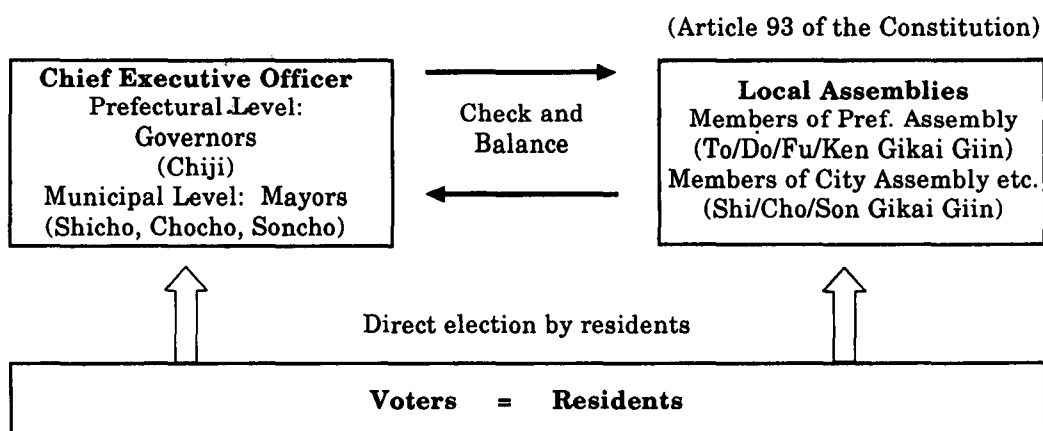 (Article 93 of the Constitution)
Chief Executive Officer
Prefectural Level:
Governors
(Chiji)
Municipal Level: Mayors
(Shicho, Chocho, Soncho)
Check and
Balance
Local Assemblies
Members of Pref. Assembly
(To/Do/Fu/Ken Gikai Giin)
Members of City Assembly etc.
(Shi/Cho/Son Gikai Giin)
Direct election by residents
Voters = Residents